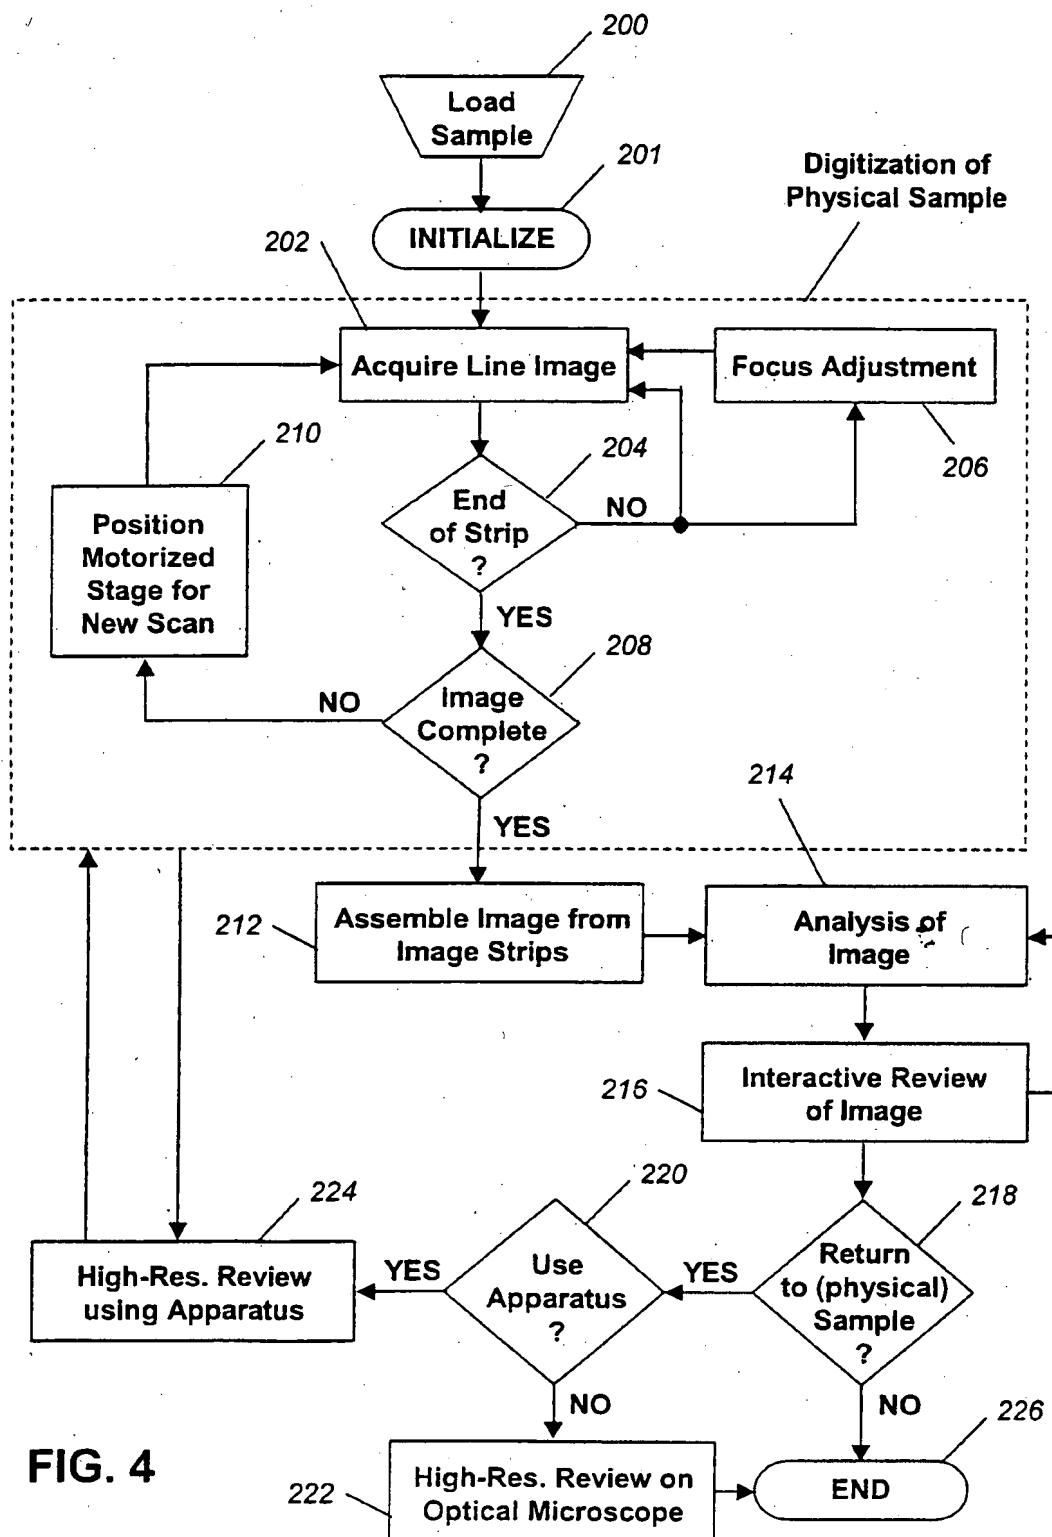 200
Load
Sample
201
Digitization of
Physical Sample
INITIALIZE
202
Acquire Line Image
Focus Adjustment
210
204
206
End
of Strip
?
NO
Position
Motorized
Stage for
New Scan
YES
208
NO
Image
Complete
?
214
YES
212
Assemble Image from
Image Strips
Analysis of
Image
216
Interactive Review
of Image
224
220
218
High-Res. Review
using Apparatus
YES
Use
Apparatus
?
YES
Return
to (physical)
Sample
?
NO
NO
226
FIG. 4
222
High-Res. Review on
Optical Microscope
END